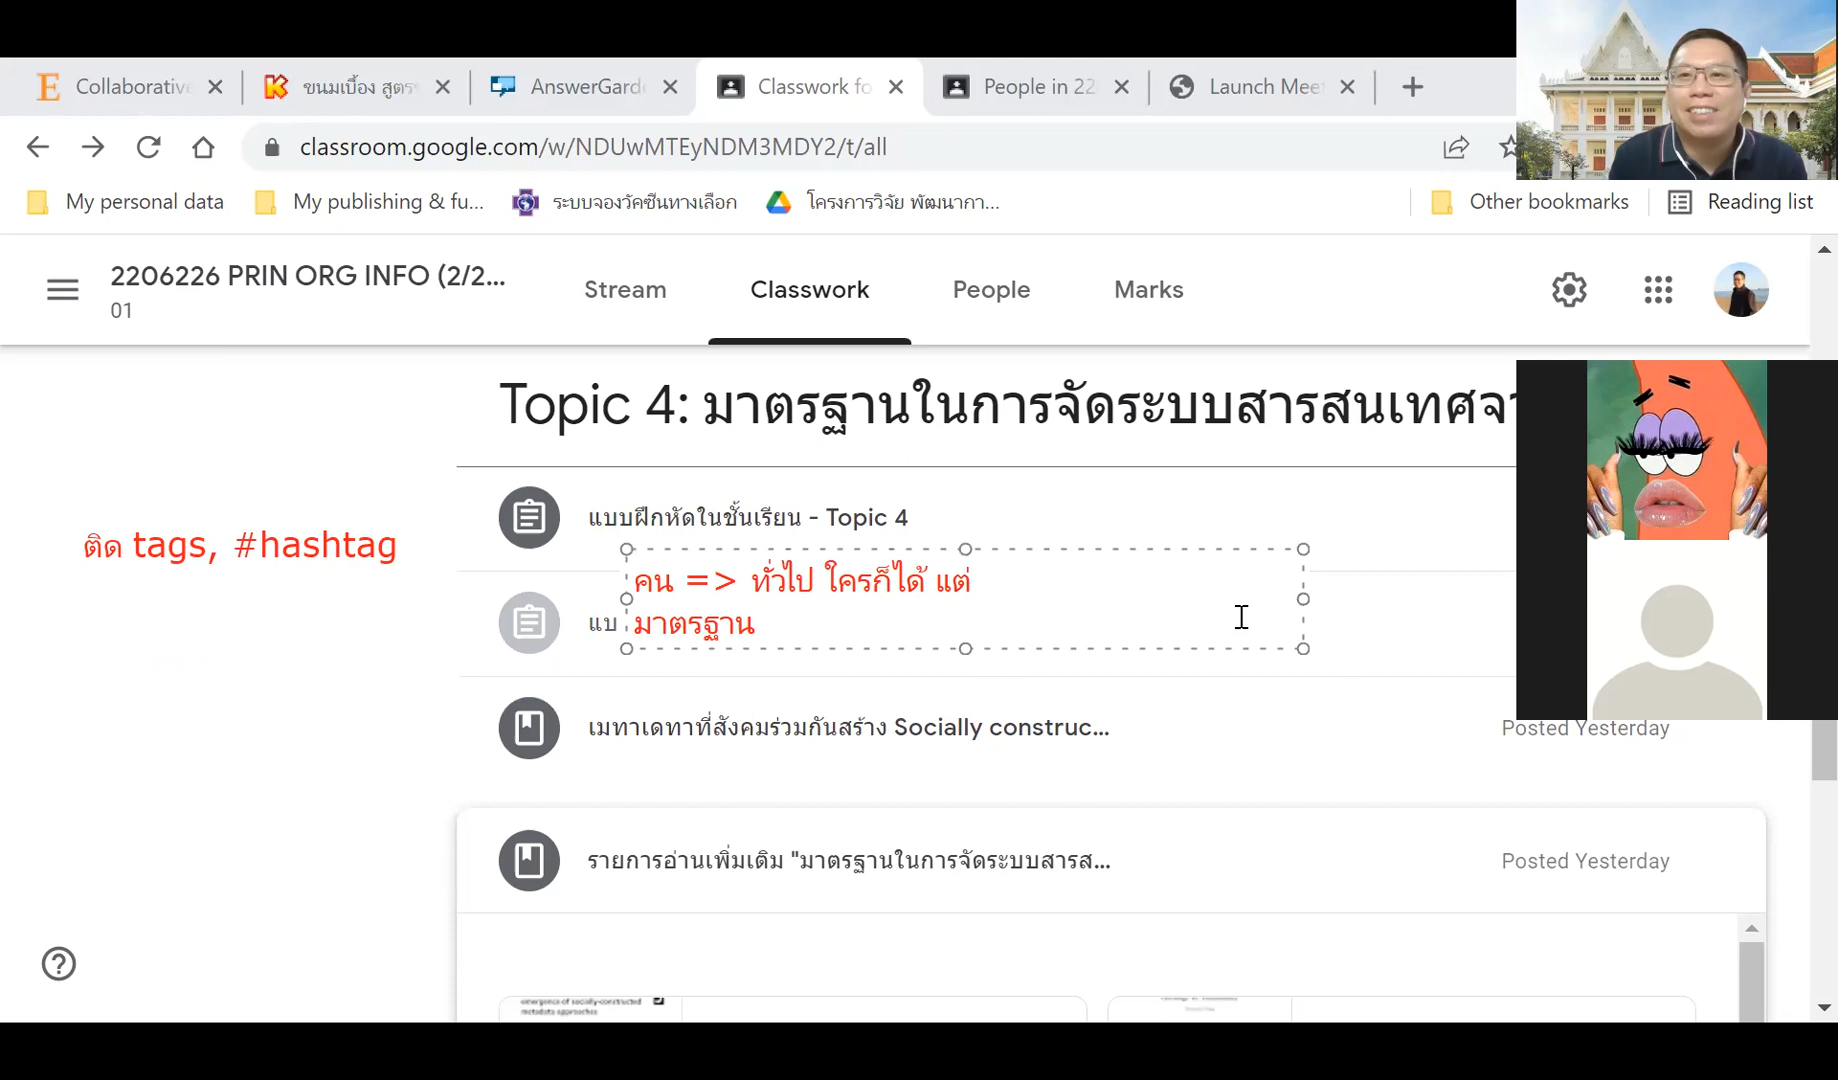 Collaborative
ขนมเบื้อง สูตร
AnswerGarde
Classwork fo
People in 22
Launch Mee
classroom.google.com/w/NDUwMTEyNDM3MDY2/t/all
My personal data
My publishing & fu...
ระบบจองวัคซีนทางเลือก
โครงการวิจัย พัฒนากา...
Other bookmarks
Reading list
2206226 PRIN ORG INFO (2/2...
01
Stream
Classwork
People
Marks
Topic 4: มาตรฐานในการจัดระบบสารสนเทศจา
แบบฝึกหัดในชั้นเรียน - Topic 4
ติด tags, #hashtag
คน => ทั่วไป ใครก็ได้ แต่
มาตรฐาน
แบ
เมทาเดทาที่สังคมร่วมกันสร้าง Socially construc...
Posted Yesterday
รายการอ่านเพิ่มเติม "มาตรฐานในการจัดระบบสารส...
Posted Yesterday
emergence of socially-constructed
metadata approaches